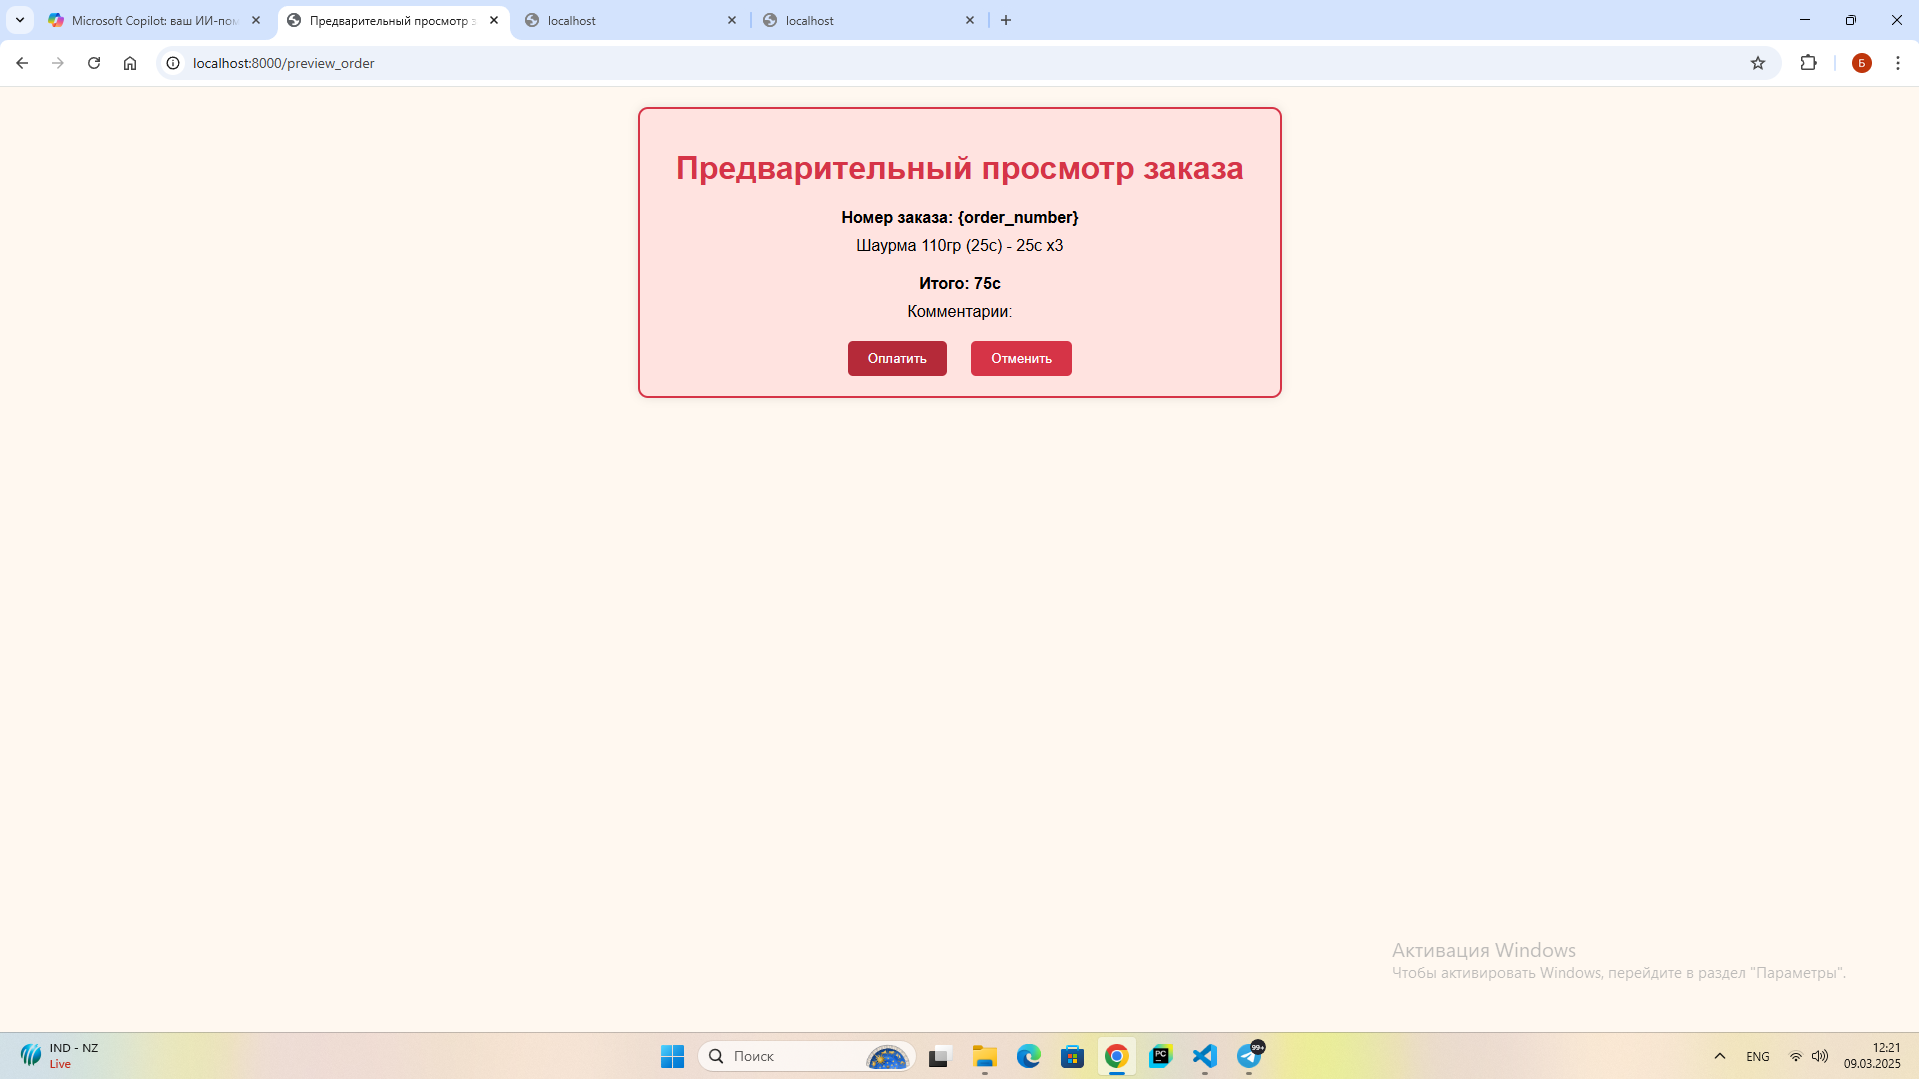 Microsoft Copilot: ваш ИИ-пом
Предварительный просмотр з
localhost
localhost
localhost:8000/preview_order
Б
Предварительный просмотр заказа
Номер заказа: {order_number}
Шаурма 110гр (25с) - 25с x3
Итого: 75с
Комментарии:
Оплатить
Отменить
Активация Windows
Чтобы активировать Windows, перейдите в раздел "Параметры".
IND - NZ
Live
Поиск
PC
99+
ENG
12:21
09.03.2025